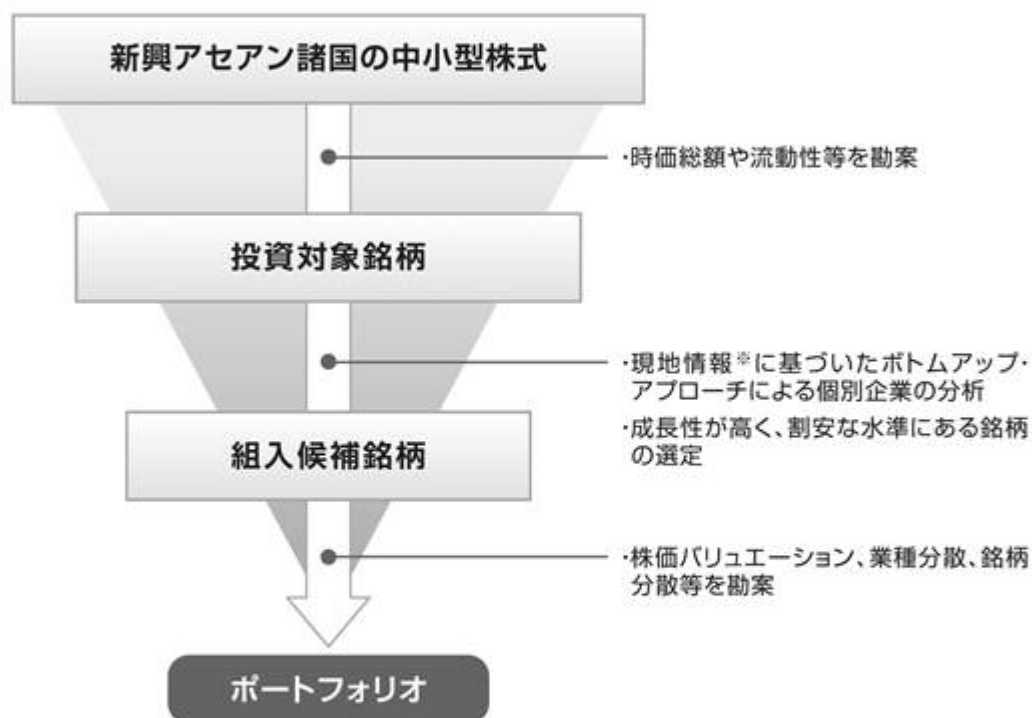 新興アセアン諸国の中小型株式
・時価総額や流動性等を勘案
投資対象銘柄
・現地情報※に基づいたボトムアップ・
アプローチによる個別企業の分析
・成長性が高く、割安な水準にある銘柄
の選定
組入候補銘柄
・株価バリュエーション、業種分散、銘柄
分散等を勘案
ポートフォリオ